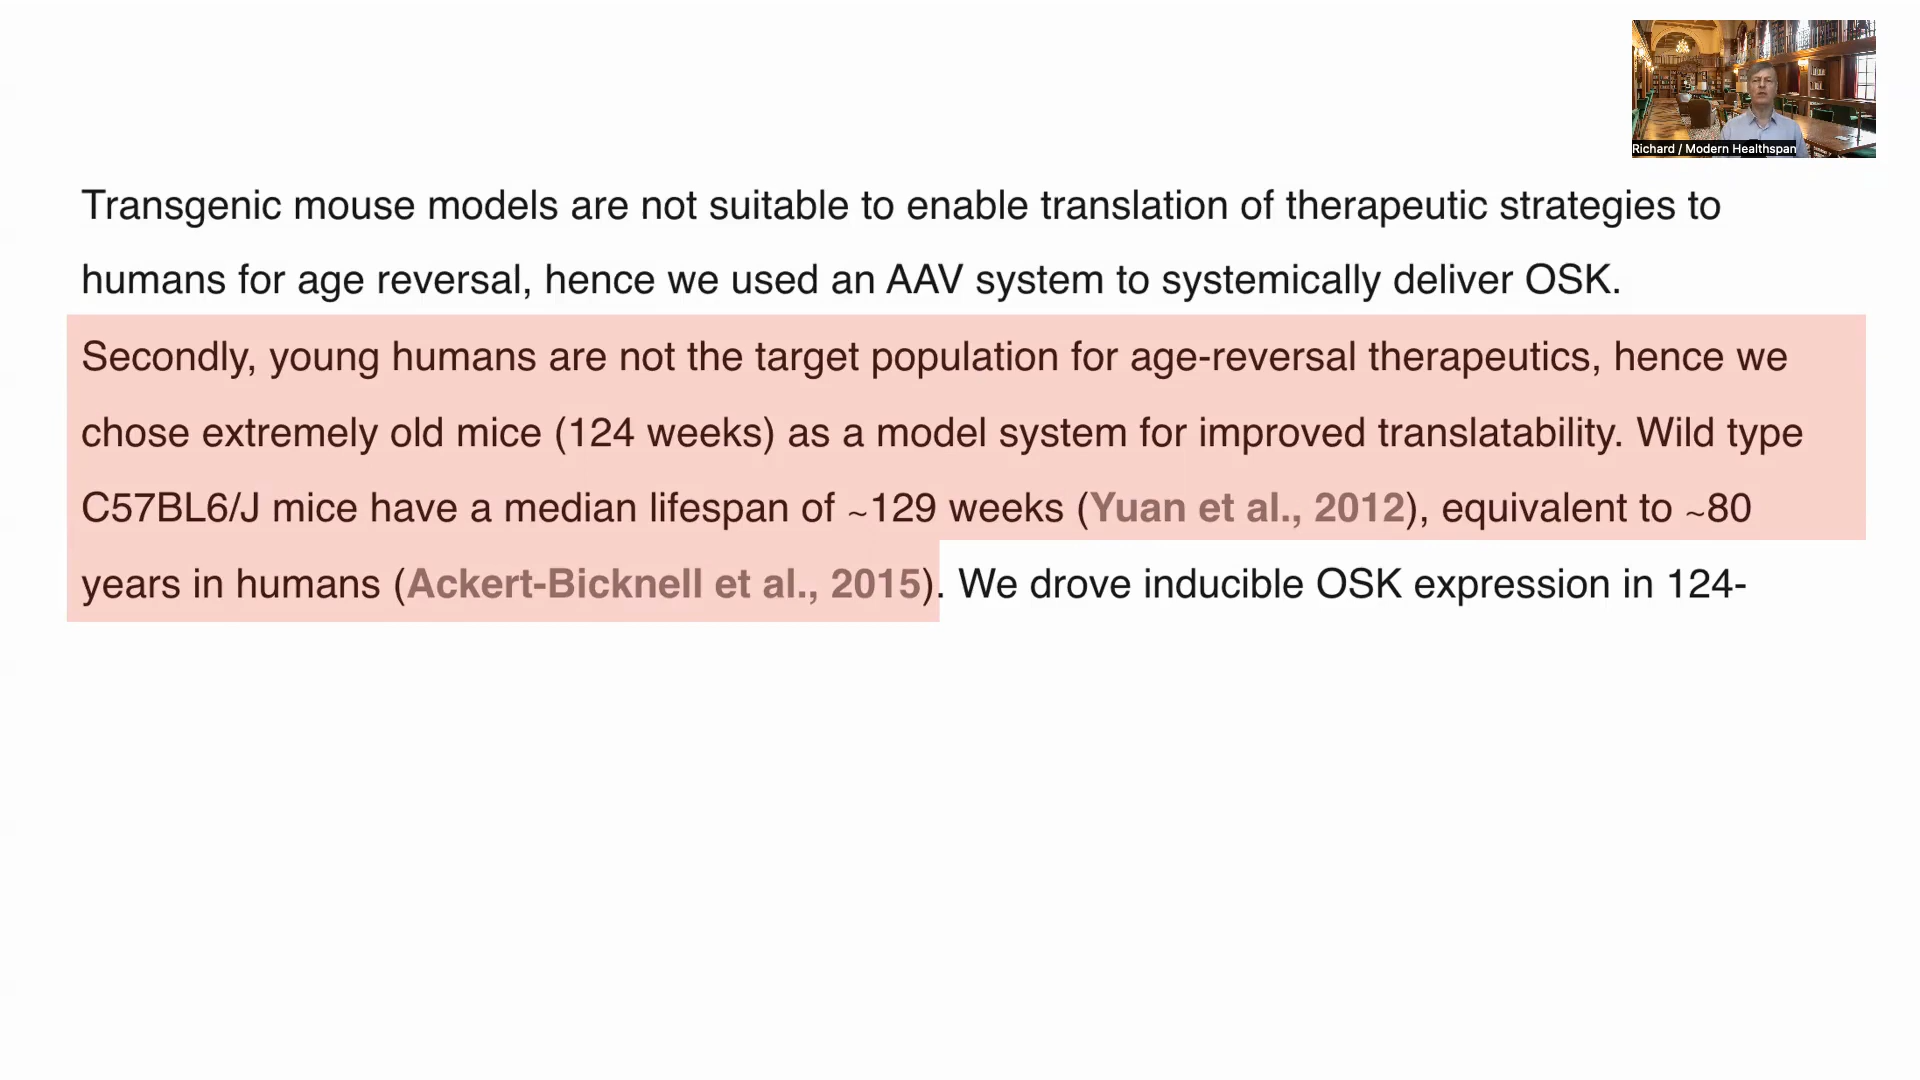 Richard / Modern Healthspan
Transgenic mouse models are not suitable to enable translation of therapeutic strategies to
humans for age reversal, hence we used an AAV system to systemically deliver OSK.
Secondly, young humans are not the target population for age-reversal therapeutics, hence we
chose extremely old mice (124 weeks) as a model system for improved translatability. Wild type
C57BL6/J mice have a median lifespan of ~129 weeks (Yuan et al., 2012), equivalent to ~80
years in humans (Ackert-Bicknell et al., 2015). We drove inducible OSK expression in 124-